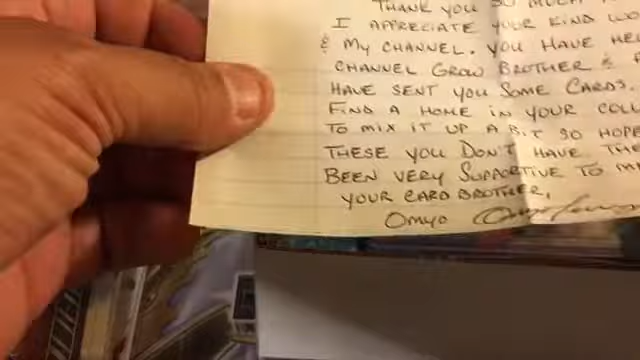 THANK YOU SO MUCH
I APPRECIATE YOUR KIND
& MY CHANNEL. YOU HAVE
CHANNEL GROW BROTHER &
HAVE SENT YOU SOME CARDS.
FIND A HOME IN YOUR
TO MIX IT UP A BIT SO HOPE
THESE YOU DON'T HAVE
BEEN VERY SUPPORTIVE TO
YOUR CARD BROTHER,
OMYO